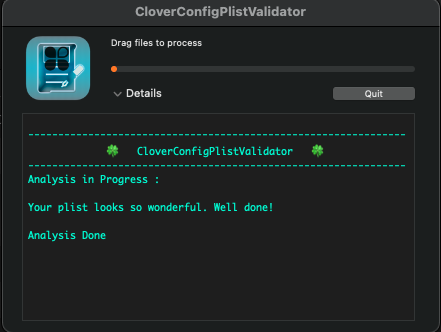 CloverConfigPlistValidator
Drag files to process
Details
Quit
------------------------------------------------------------
🍀 CloverConfigPlistValidator 🍀
------------------------------------------------------------
Analysis in Progress :
Your plist looks so wonderful. Well done!
Analysis Done